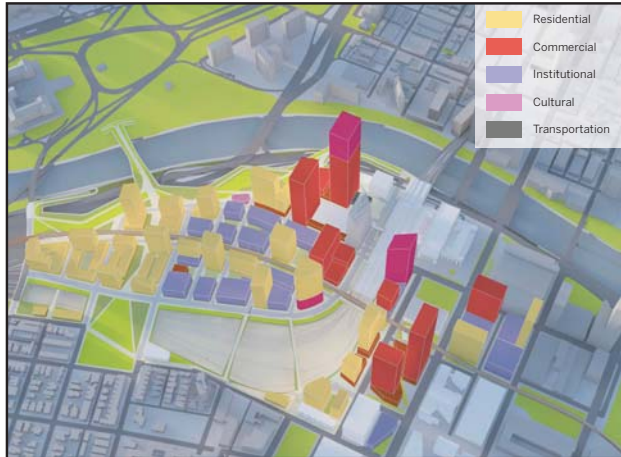 Residential
Commercial
Institutional
Cultural
Transportation